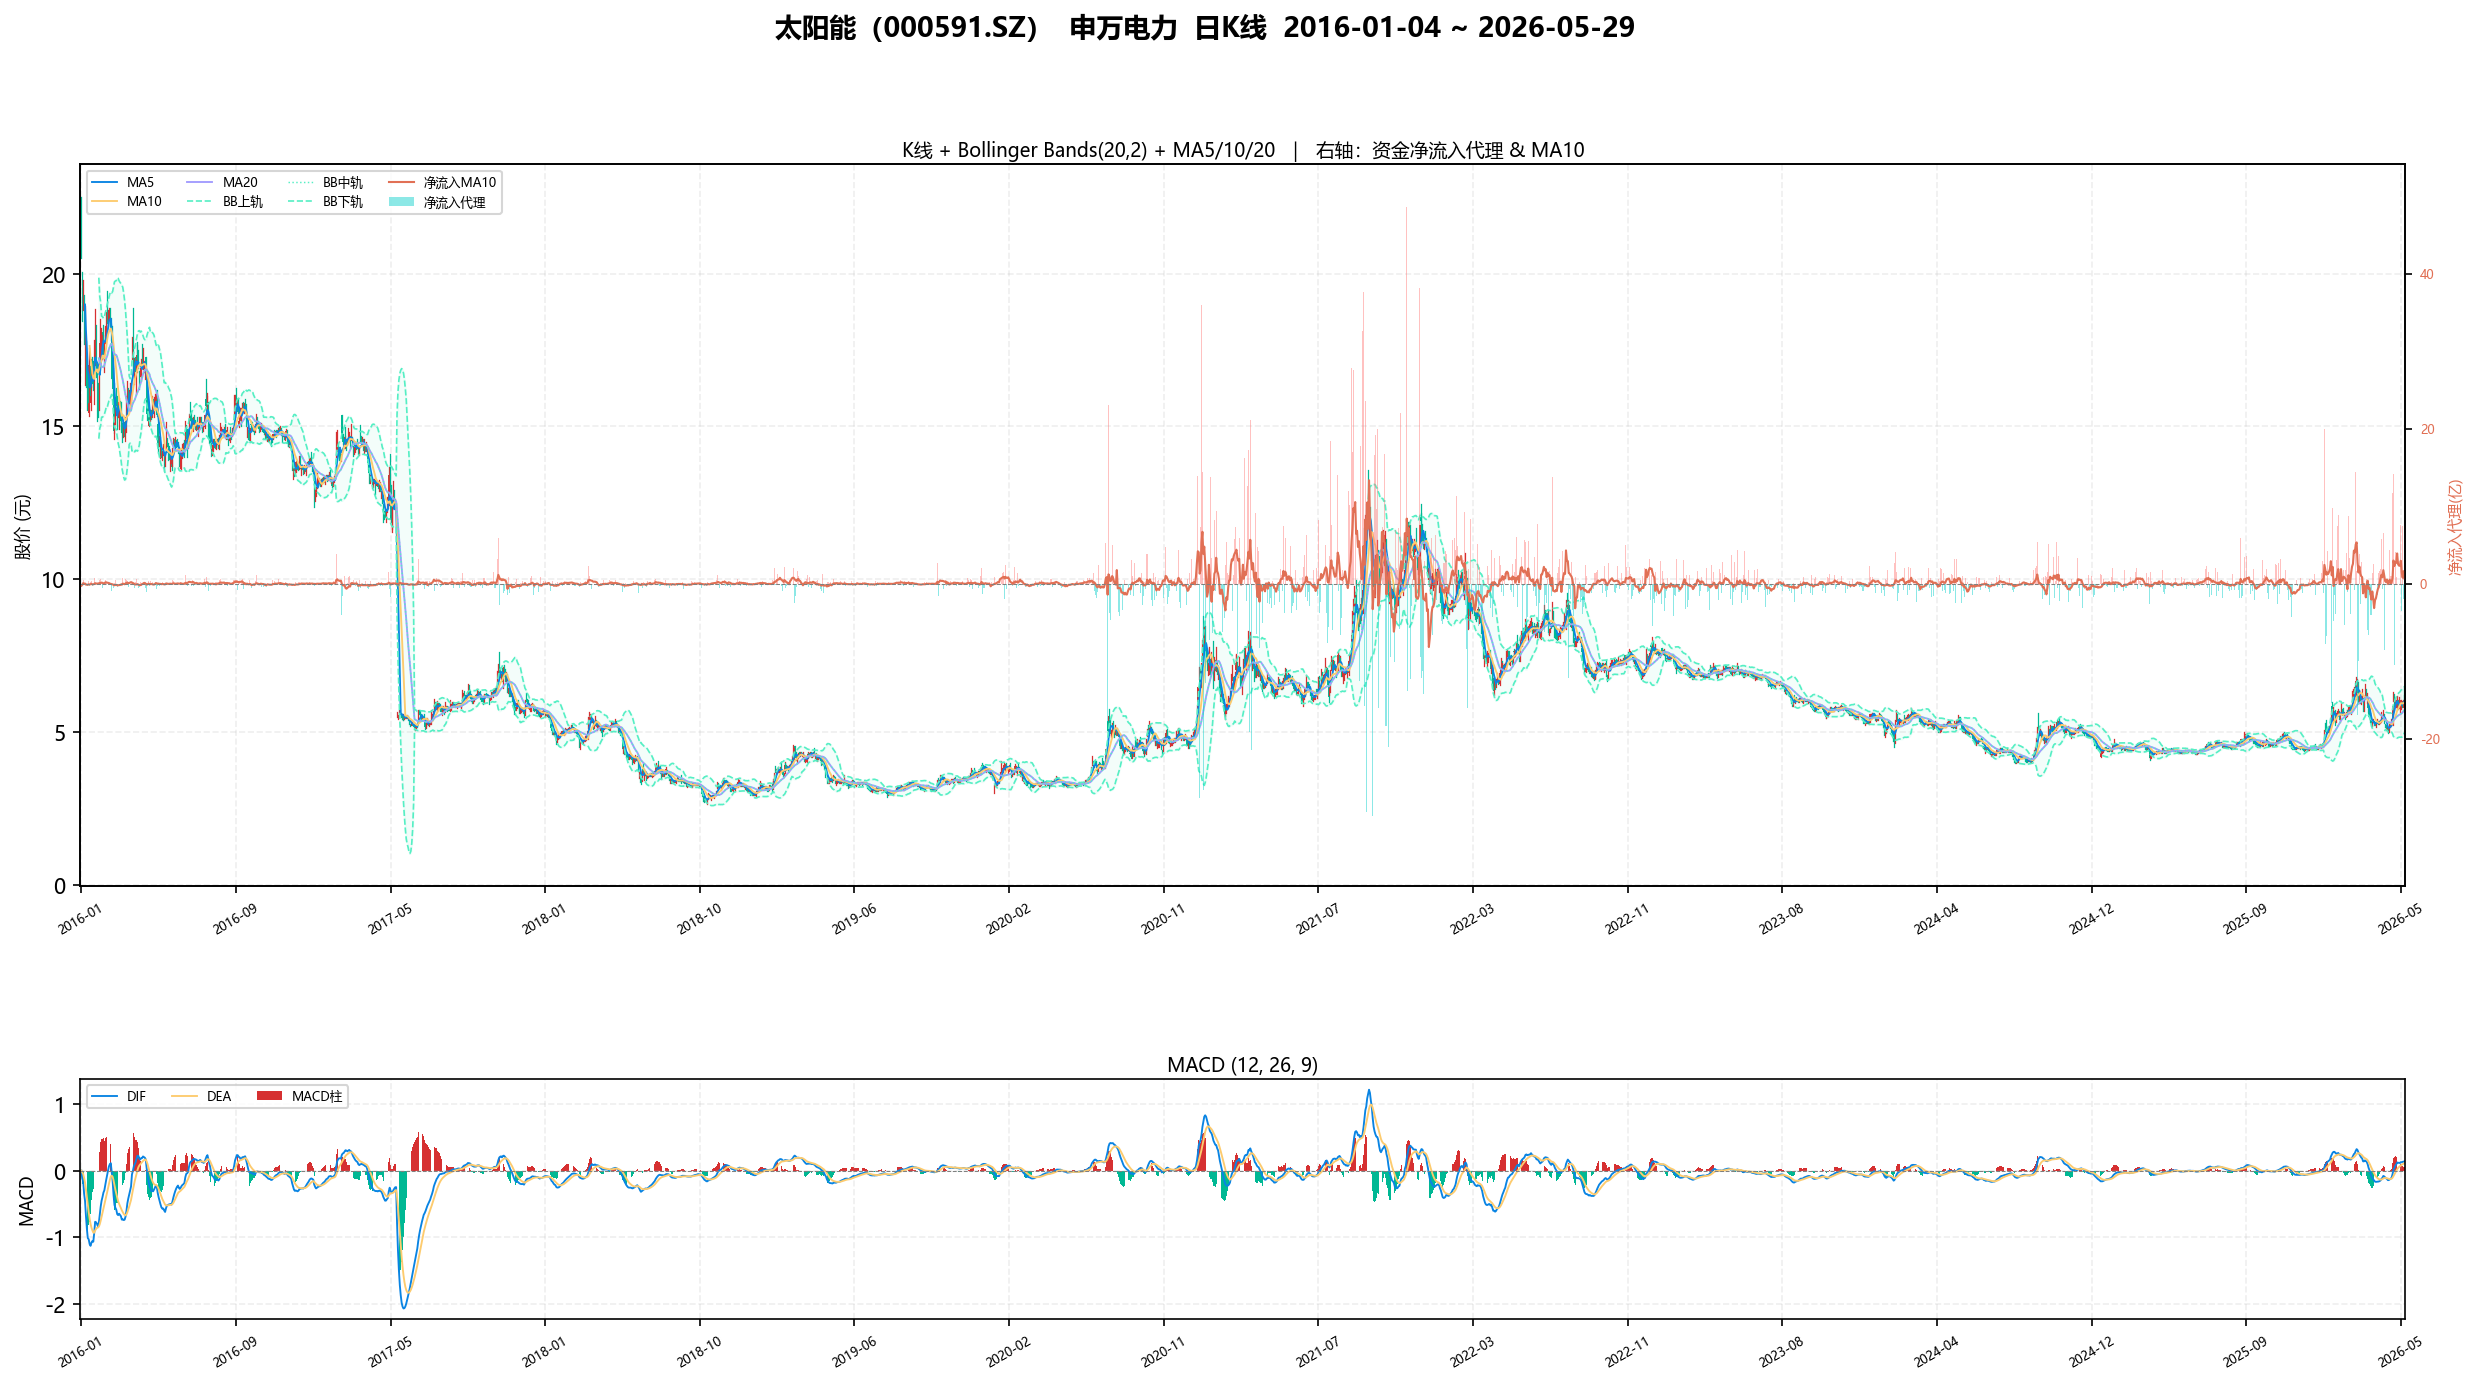 太阳能（000591.SZ） 申万电力 日K线 2016-01-04 ~ 2026-05-29
K线 + Bollinger Bands(20,2) + MA5/10/20 | 右轴：资金净流入代理 & MA10
MA5 MA20 BB中轨 净流入MA10
MA10 BB上轨 BB下轨 净流入代理
股价 (元)
20
15
10
5
0
40
20
0
-20
净流入代理(亿)
2016-01 2016-09 2017-05 2018-01 2018-10 2019-06 2020-02 2020-11 2021-07 2022-03 2022-11 2023-08 2024-04 2024-12 2025-09 2026-05
MACD (12, 26, 9)
DIF DEA MACD柱
MACD
1
0
-1
-2
2016-01 2016-09 2017-05 2018-01 2018-10 2019-06 2020-02 2020-11 2021-07 2022-03 2022-11 2023-08 2024-04 2024-12 2025-09 2026-05